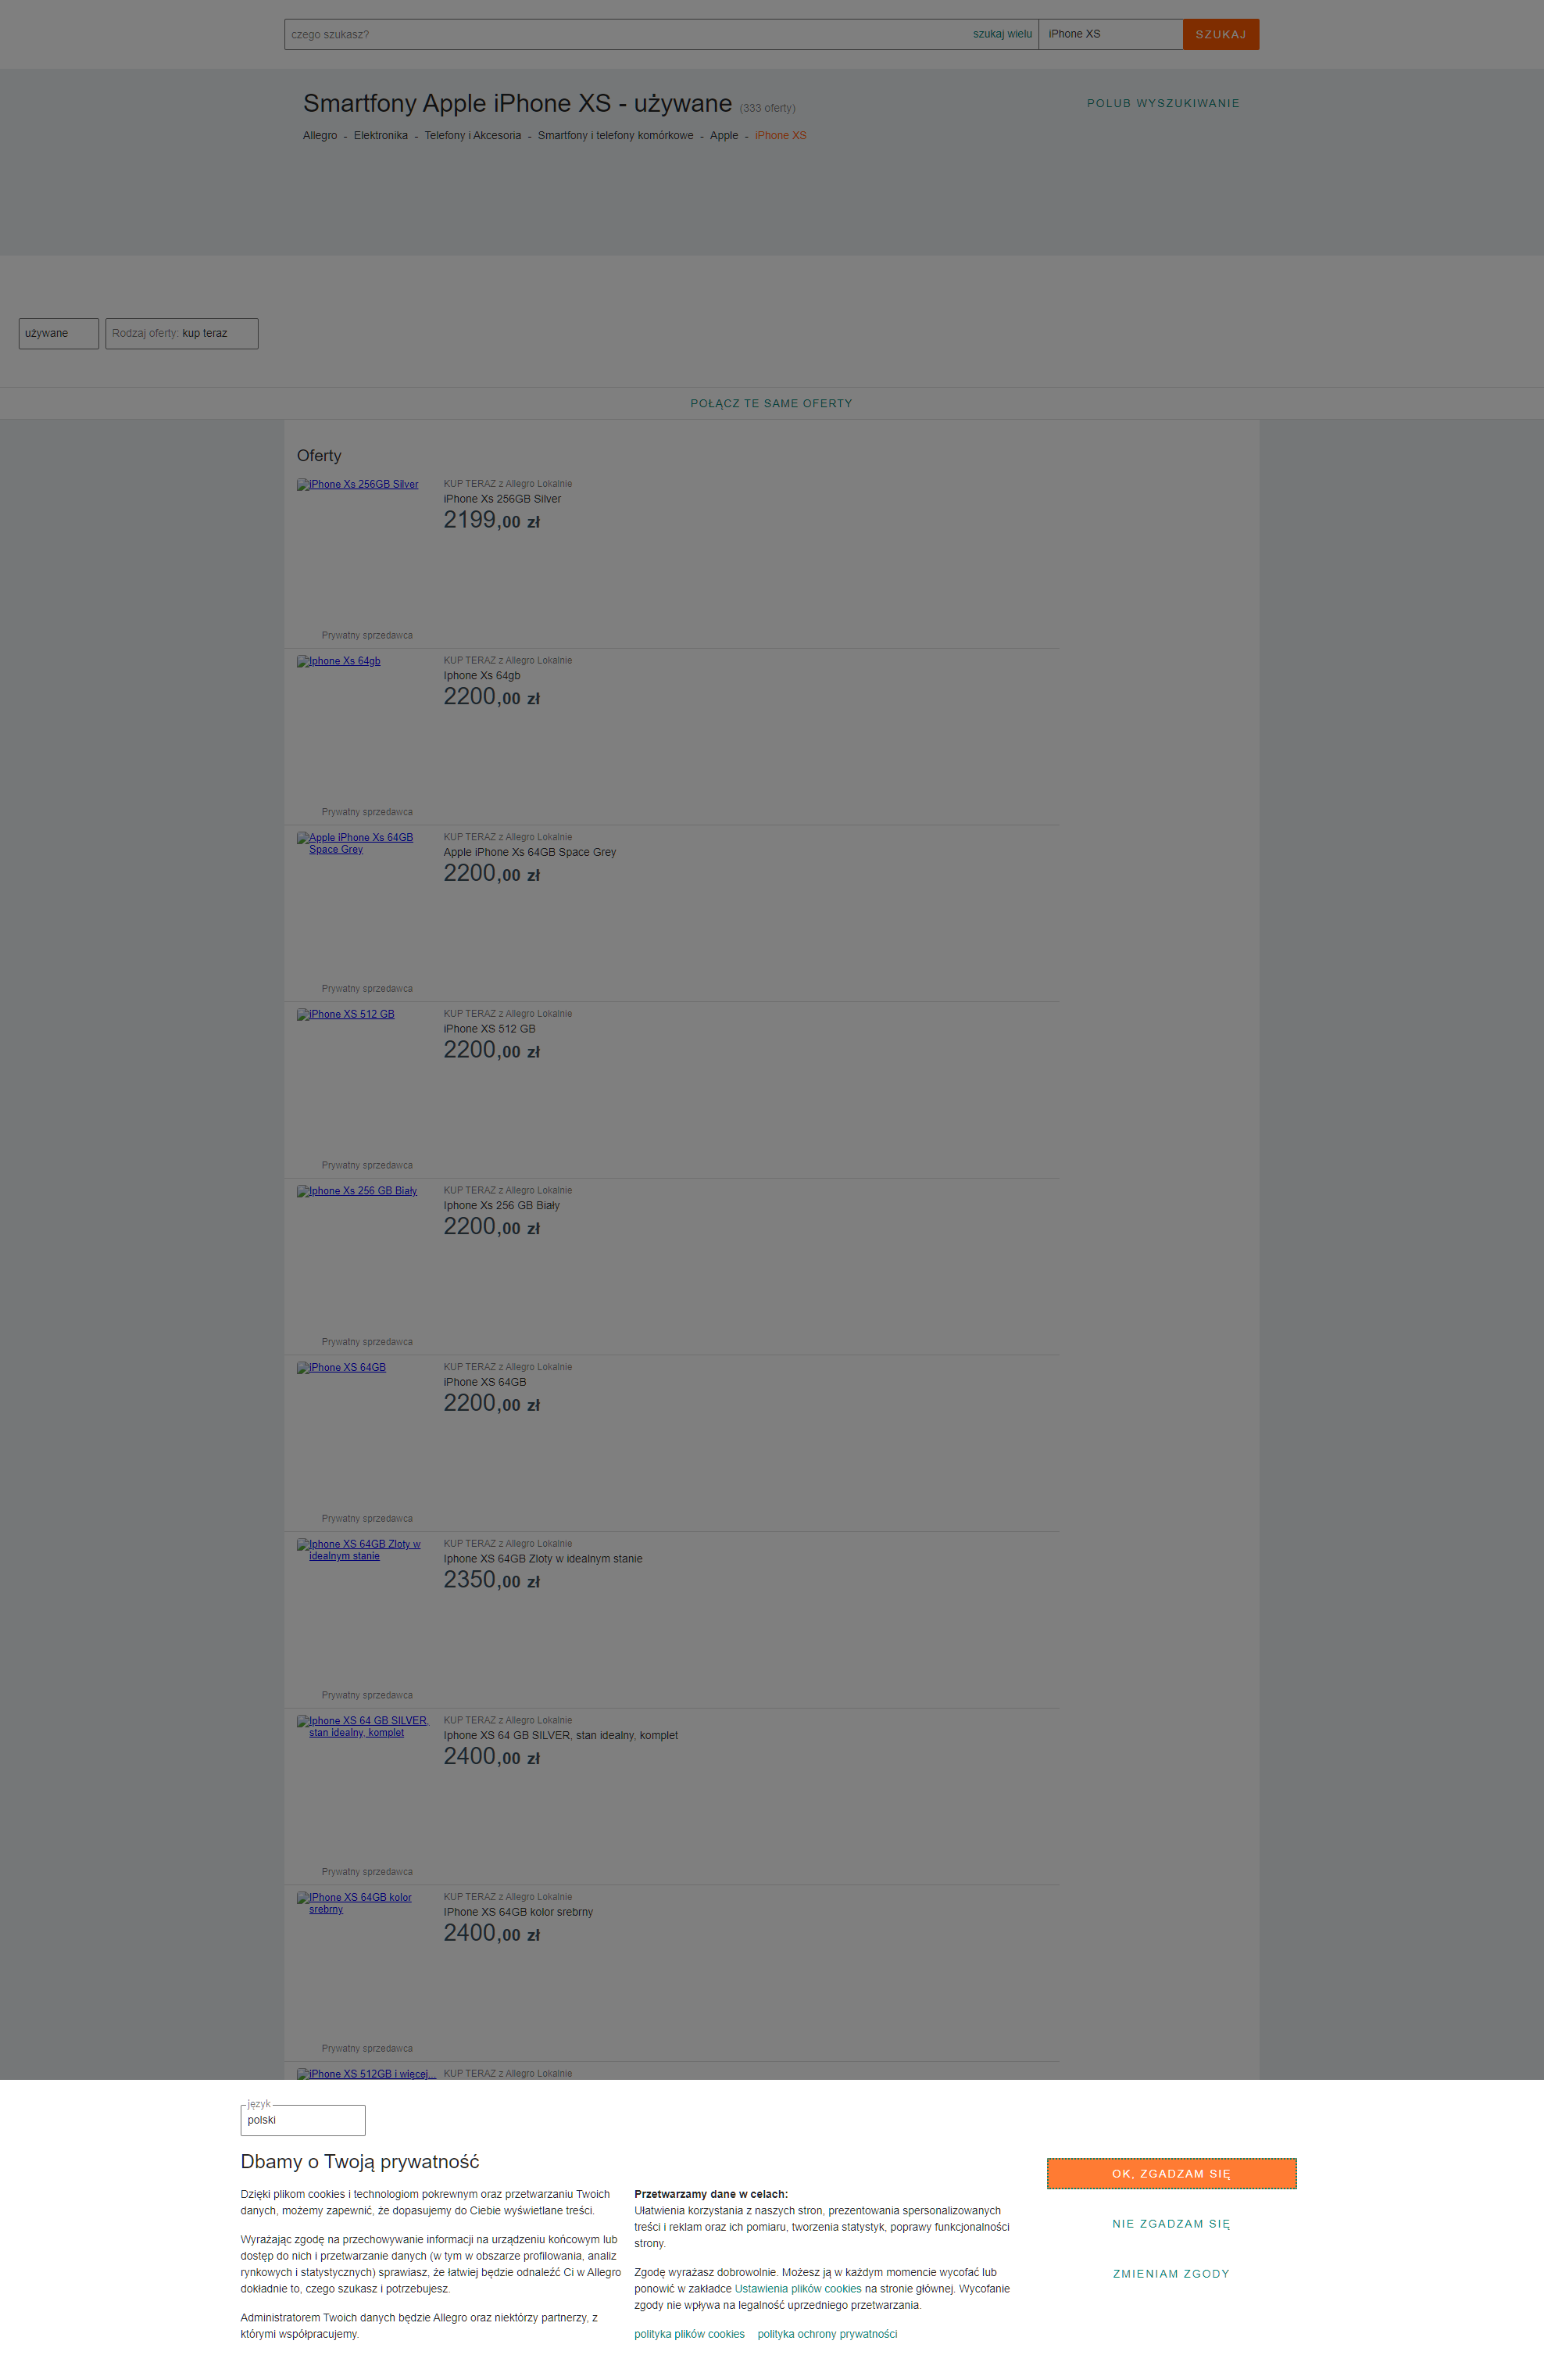 czego szukasz? szukaj wielu iPhone XS SZUKAJ
Smartfony Apple iPhone XS - używane (333 oferty) POLUB WYSZUKIWANIE
Allegro - Elektronika - Telefony i Akcesoria - Smartfony i telefony komórkowe - Apple - iPhone XS
używane Rodzaj oferty: kup teraz
POŁĄCZ TE SAME OFERTY
Oferty
iPhone Xs 256GB Silver
KUP TERAZ z Allegro Lokalnie
iPhone Xs 256GB Silver
2199,00 zł
Prywatny sprzedawca
Iphone Xs 64gb
KUP TERAZ z Allegro Lokalnie
Iphone Xs 64gb
2200,00 zł
Prywatny sprzedawca
Apple iPhone Xs 64GB
Space Grey
KUP TERAZ z Allegro Lokalnie
Apple iPhone Xs 64GB Space Grey
2200,00 zł
Prywatny sprzedawca
iPhone XS 512 GB
KUP TERAZ z Allegro Lokalnie
iPhone XS 512 GB
2200,00 zł
Prywatny sprzedawca
Iphone Xs 256 GB Biały
KUP TERAZ z Allegro Lokalnie
Iphone Xs 256 GB Biały
2200,00 zł
Prywatny sprzedawca
iPhone XS 64GB
KUP TERAZ z Allegro Lokalnie
iPhone XS 64GB
2200,00 zł
Prywatny sprzedawca
Iphone XS 64GB Zloty w
idealnym stanie
KUP TERAZ z Allegro Lokalnie
Iphone XS 64GB Zloty w idealnym stanie
2350,00 zł
Prywatny sprzedawca
Iphone XS 64 GB SILVER,
stan idealny, komplet
KUP TERAZ z Allegro Lokalnie
Iphone XS 64 GB SILVER, stan idealny, komplet
2400,00 zł
Prywatny sprzedawca
IPhone XS 64GB kolor
srebrny
KUP TERAZ z Allegro Lokalnie
IPhone XS 64GB kolor srebrny
2400,00 zł
Prywatny sprzedawca
iPhone XS 512GB i więcej...
KUP TERAZ z Allegro Lokalnie
język
polski
Dbamy o Twoją prywatność
Dzięki plikom cookies i technologiom pokrewnym oraz przetwarzaniu Twoich
danych, możemy zapewnić, że dopasujemy do Ciebie wyświetlane treści.
Wyrażając zgodę na przechowywanie informacji na urządzeniu końcowym lub
dostęp do nich i przetwarzanie danych (w tym w obszarze profilowania, analiz
rynkowych i statystycznych) sprawiasz, że łatwiej będzie odnaleźć Ci w Allegro
dokładnie to, czego szukasz i potrzebujesz.
Administratorem Twoich danych będzie Allegro oraz niektórzy partnerzy, z
którymi współpracujemy.
Przetwarzamy dane w celach:
Ułatwienia korzystania z naszych stron, prezentowania spersonalizowanych
treści i reklam oraz ich pomiaru, tworzenia statystyk, poprawy funkcjonalności
strony.
Zgodę wyrażasz dobrowolnie. Możesz ją w każdym momencie wycofać lub
ponowić w zakładce Ustawienia plików cookies na stronie głównej. Wycofanie
zgody nie wpływa na legalność uprzedniego przetwarzania.
polityka plików cookies polityka ochrony prywatności
OK, ZGADZAM SIĘ
NIE ZGADZAM SIĘ
ZMIENIAM ZGODY